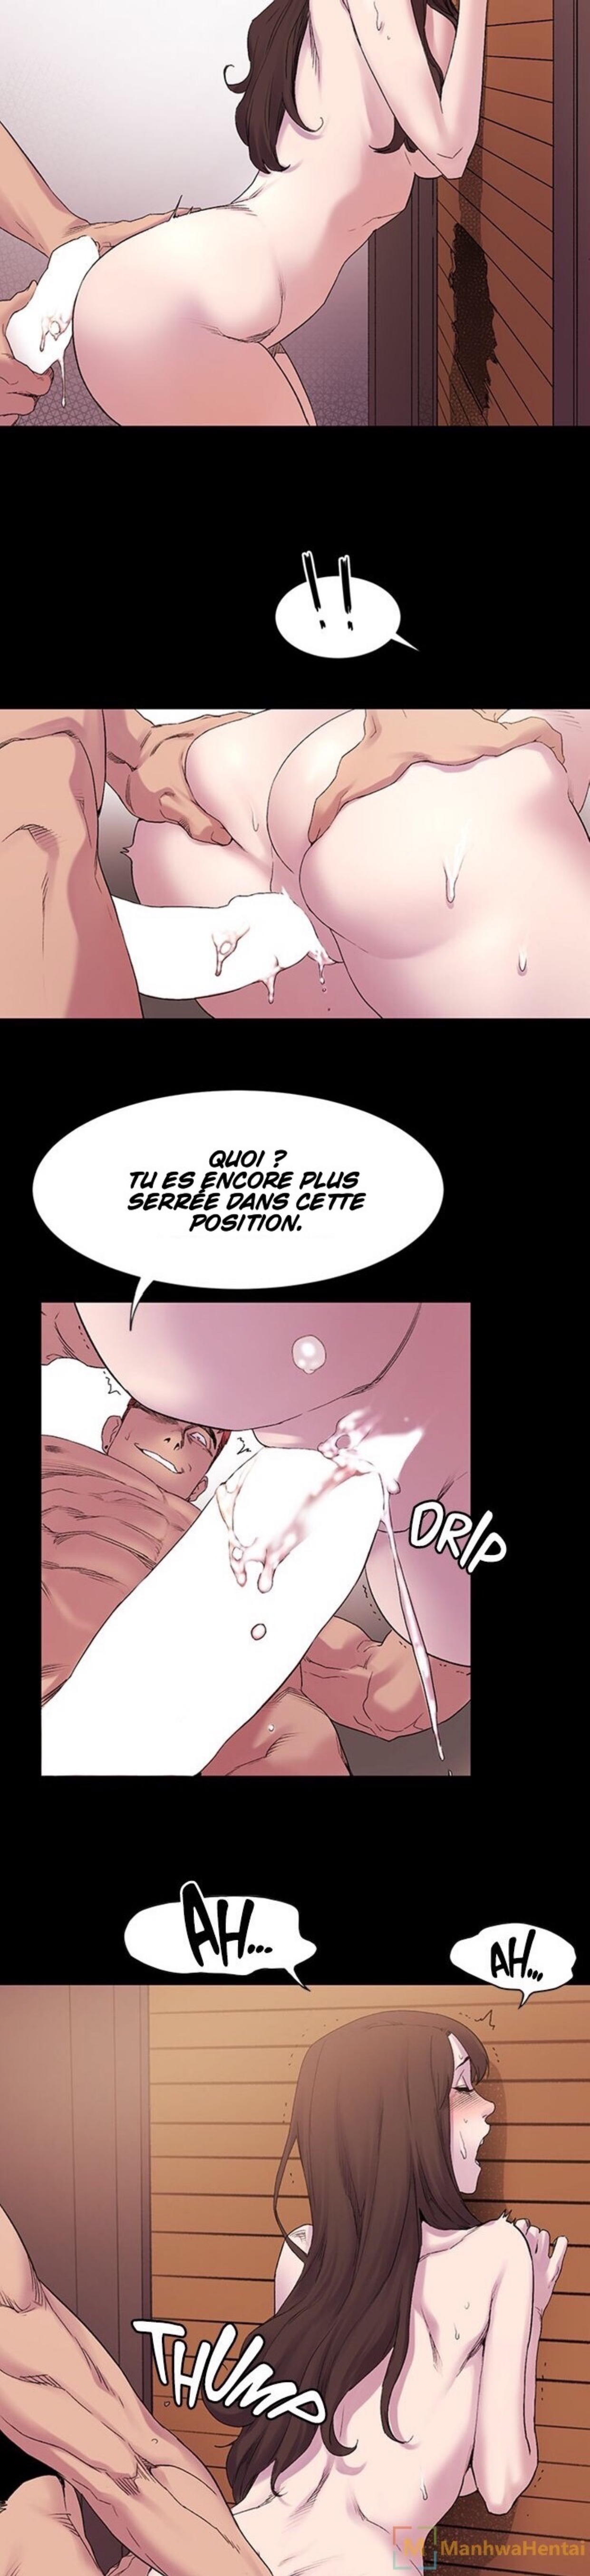 !!
QUOI ?
TU ES ENCORE PLUS
SERRÉE DANS CETTE
POSITION.
DRIP
AH...
AH...
THUMP
M ManhwaHentai